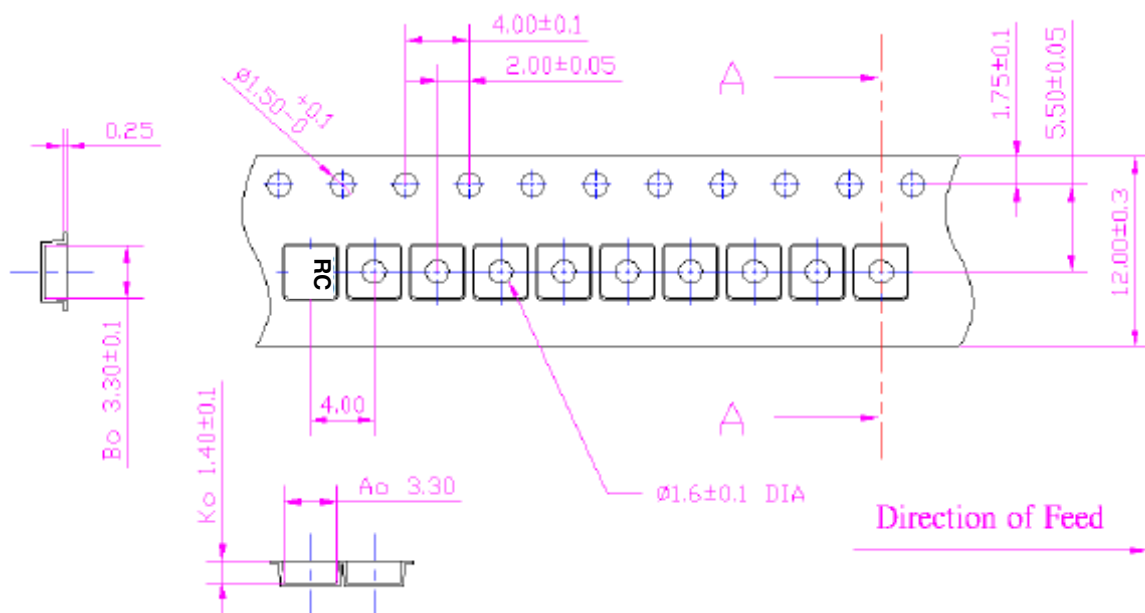 4.00±0.1
2.00±0.05
A
1.75±0.1
5.50±0.05
Ø1.50 +0.1 -0
0.25
12.00±0.3
RC
Bo 3.30±0.1
4.00
A
Ko 1.40±0.1
Ao 3.30
Ø1.6±0.1 DIA
Direction of Feed